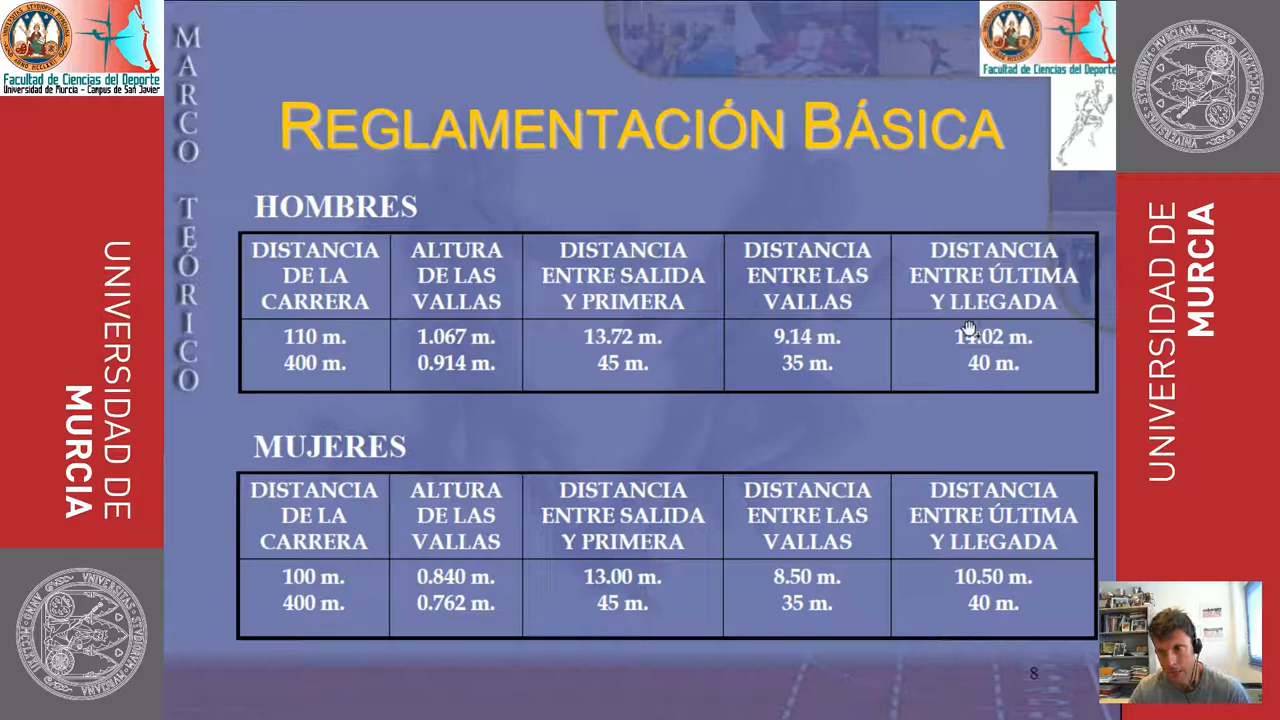 Facultad de Ciencias del Deporte
Universidad de Murcia - Campus de San Javier
Facultad de Ciencias del Deporte
MARCO TEÓRICO
REGLAMENTACIÓN BÁSICA
HOMBRES
DISTANCIA DE LA CARRERA
ALTURA DE LAS VALLAS
DISTANCIA ENTRE SALIDA Y PRIMERA
DISTANCIA ENTRE LAS VALLAS
DISTANCIA ENTRE ÚLTIMA Y LLEGADA
110 m. 1.067 m. 13.72 m. 9.14 m. 14.02 m.
400 m. 0.914 m. 45 m. 35 m. 40 m.
MUJERES
DISTANCIA DE LA CARRERA
ALTURA DE LAS VALLAS
DISTANCIA ENTRE SALIDA Y PRIMERA
DISTANCIA ENTRE LAS VALLAS
DISTANCIA ENTRE ÚLTIMA Y LLEGADA
100 m. 0.840 m. 13.00 m. 8.50 m. 10.50 m.
400 m. 0.762 m. 45 m. 35 m. 40 m.
8
UNIVERSIDAD DE
MURCIA
UNIVERSIDAD DE
MURCIA